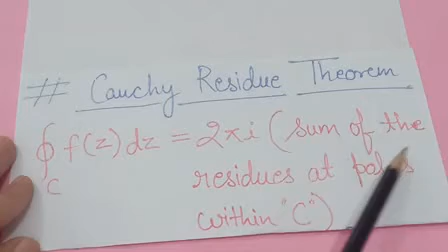 # Cauchy Residue Theorem
∮ f(z) dz = 2πi ( Sum of the
C residues at poles
within "C" )